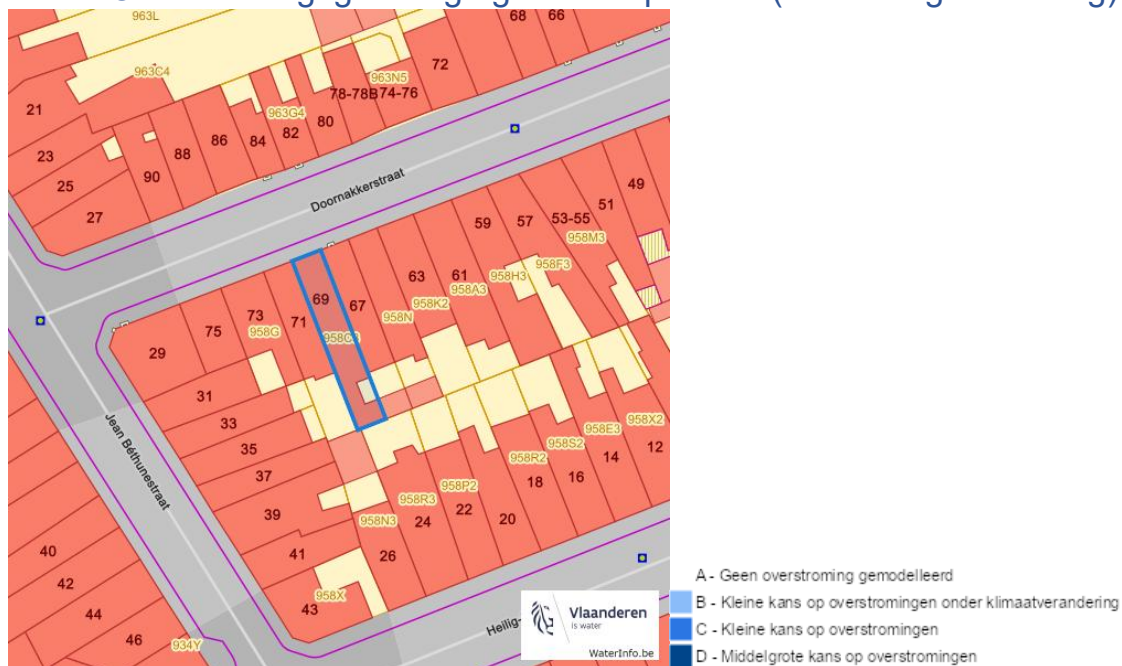 963L
68
66
963C4
72
963N5
78-78B
74-76
21
963G4
80
82
84
86
88
23
90
25
27
Doornakkerstraat
49
51
53-55
57
59
958M3
958F3
958H3
61
63
958A3
958K2
67
69
958N
71
73
958G
75
29
31
33
35
37
39
41
43
Jean Béthunestraat
958X2
12
958E3
14
958S2
16
958R2
18
20
958P2
22
958R3
24
958N3
26
958X
40
42
44
46
934Y
Heilig-
Vlaanderen
is water
WaterInfo.be
A - Geen overstroming gemodelleerd
B - Kleine kans op overstromingen onder klimaatverandering
C - Kleine kans op overstromingen
D - Middelgrote kans op overstromingen